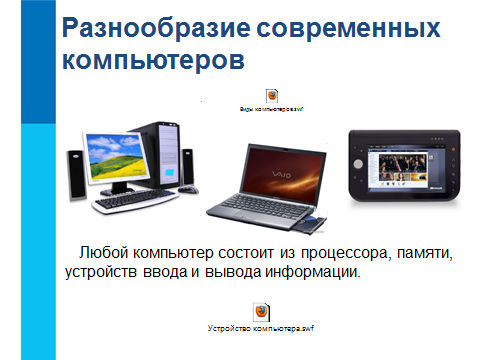 Разнообразие современных
компьютеров
Виды компьютеров.swf
VAIO
Любой компьютер состоит из процессора, памяти,
устройств ввода и вывода информации.
Устройство компьютера.swf